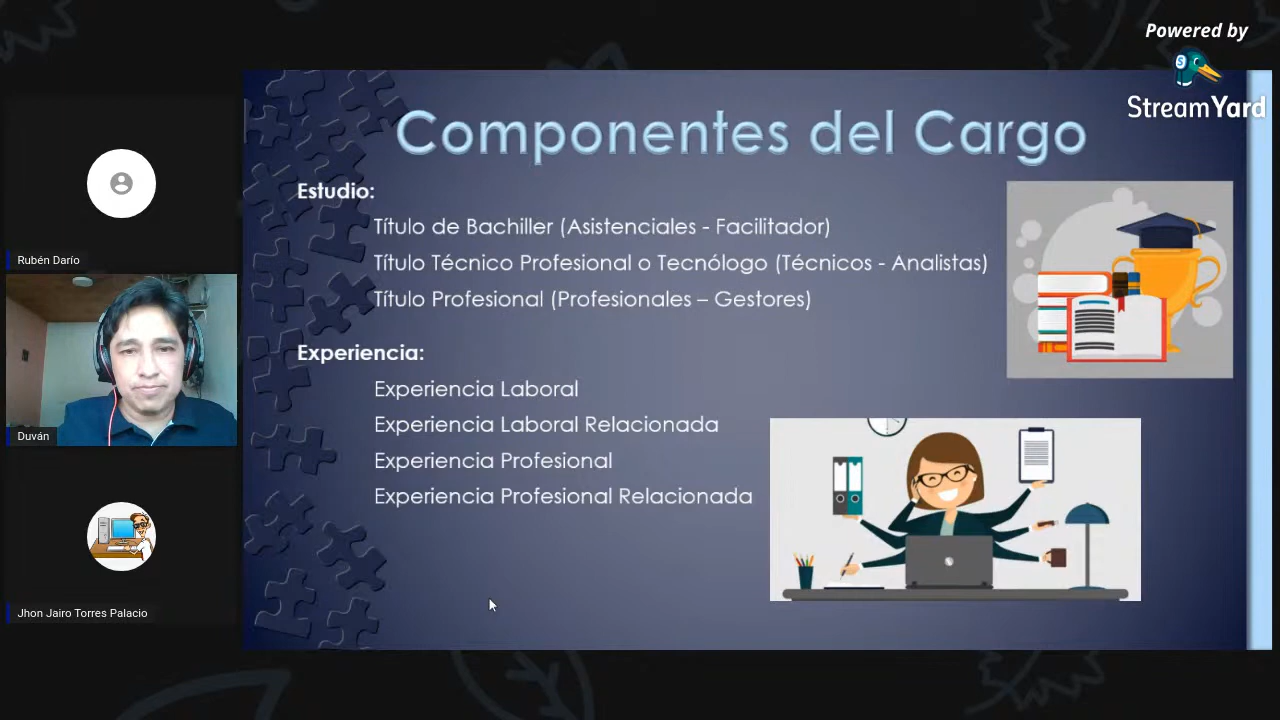 Powered by
StreamYard
Componentes del Cargo
Estudio:
Título de Bachiller (Asistenciales - Facilitador)
Título Técnico Profesional o Tecnólogo (Técnicos - Analistas)
Título Profesional (Profesionales – Gestores)
Experiencia:
Experiencia Laboral
Experiencia Laboral Relacionada
Experiencia Profesional
Experiencia Profesional Relacionada
Rubén Darío
Duván
Jhon Jairo Torres Palacio